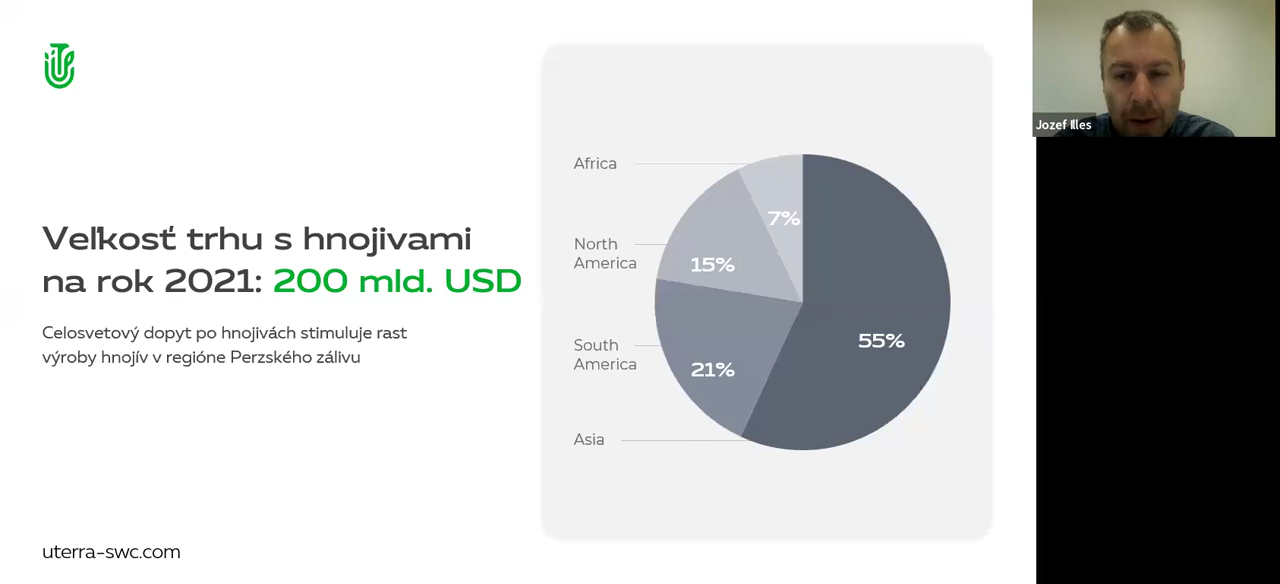 Veľkosť trhu s hnojivami
na rok 2021: 200 mld. USD
Celosvetový dopyt po hnojivách stimuluje rast
výroby hnojív v regióne Perzského zálivu
uterra-swc.com
Africa
7%
North
America
15%
South
America
21%
55%
Asia
Jozef Illes